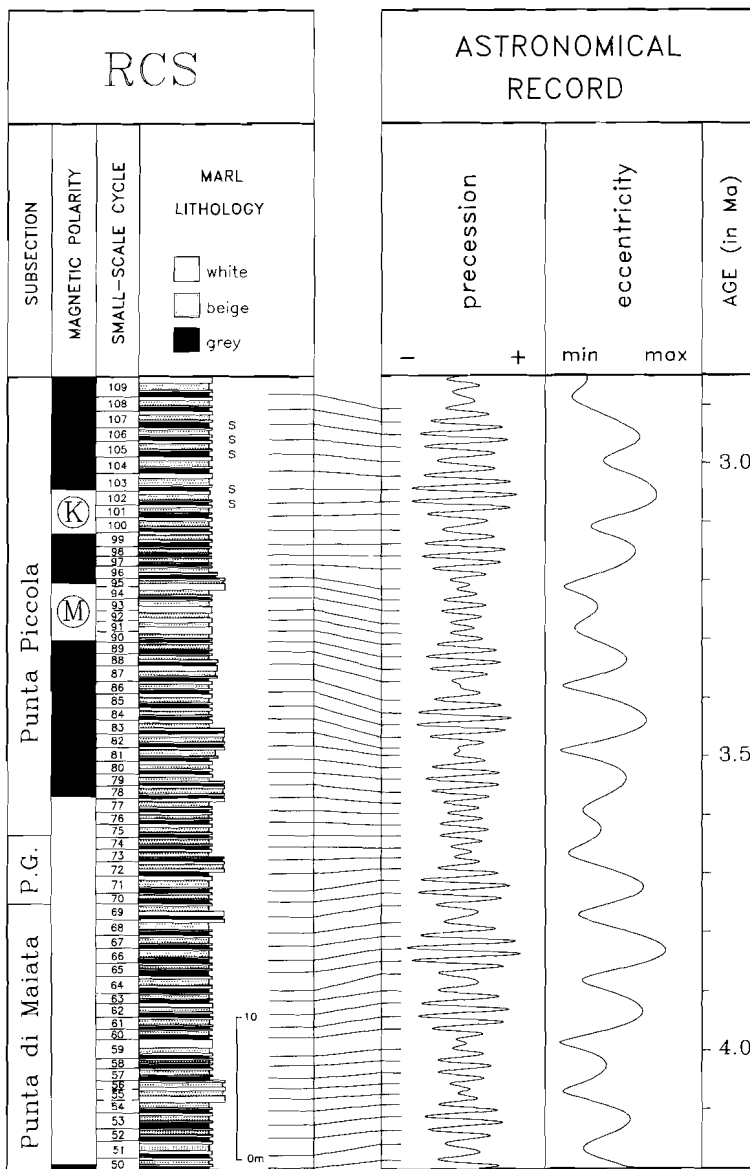 RCS
ASTRONOMICAL
RECORD
SUBSECTION
MAGNETIC POLARITY
SMALL-SCALE CYCLE
MARL
LITHOLOGY
white
beige
grey
precession
- +
eccentricity
min max
AGE (in Ma)
Punta Piccola
P.G.
Punta di Maiata
K
M
109
108
107
106
105
104
103
102
101
100
99
98
97
96
95
94
93
92
91
90
89
88
87
86
85
84
83
82
81
80
79
78
77
76
75
74
73
72
71
70
69
68
67
66
65
64
63
62
61
60
59
58
57
56
55
54
53
52
51
50
S
S
S
S
S
10
0m
3.0
3.5
4.0